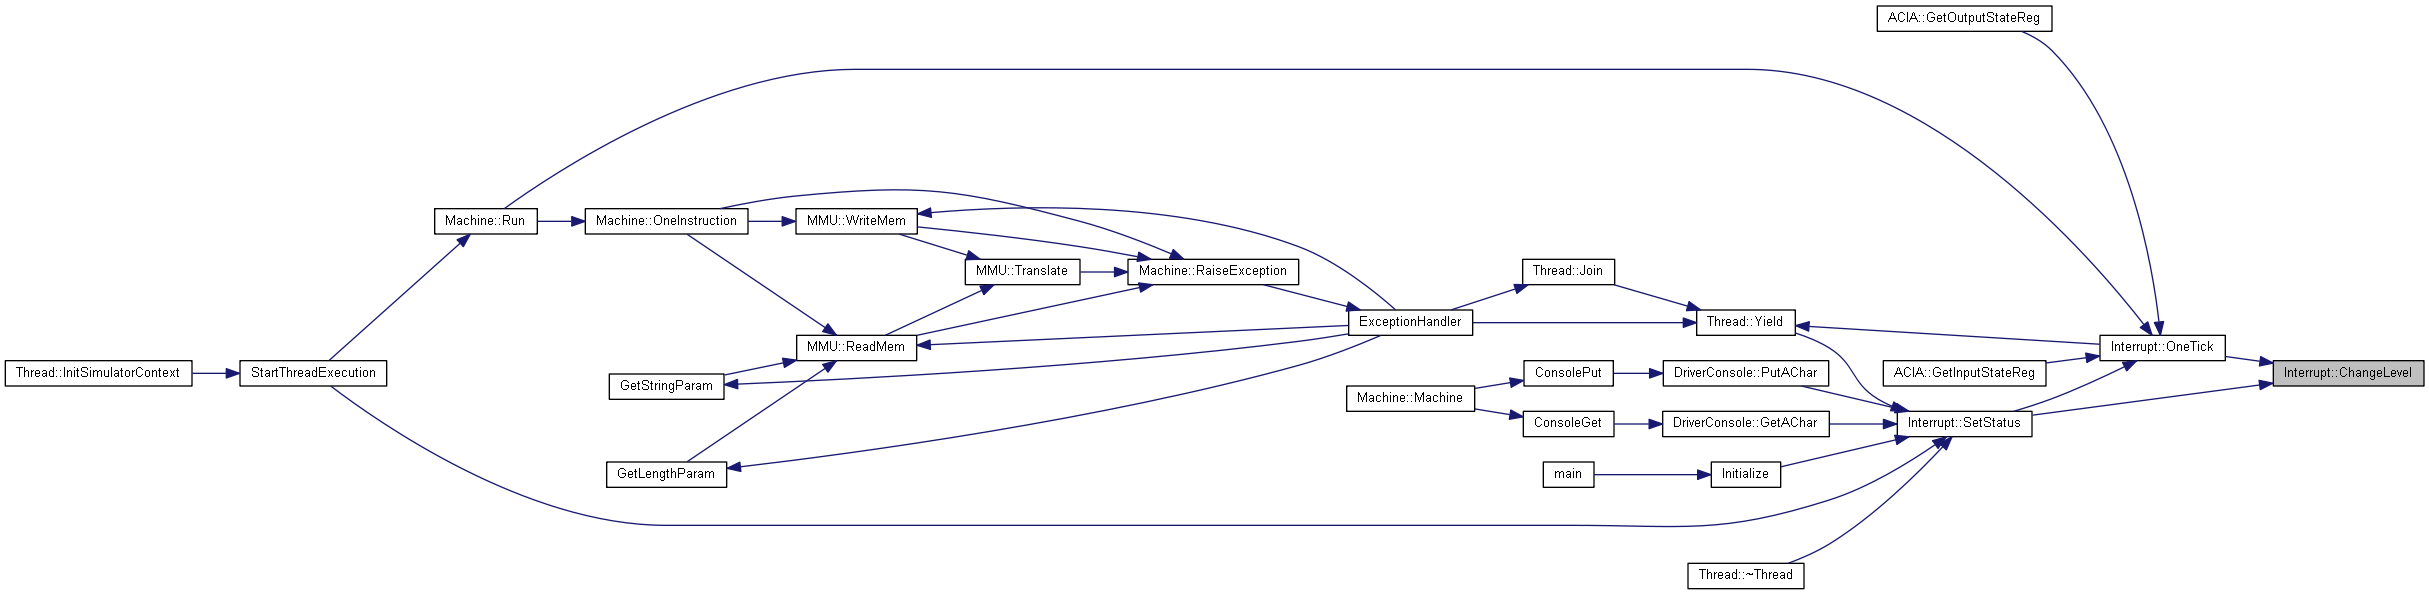 ACIA::GetOutputStateReg
Machine::Run
Machine::OneInstruction
MMU::WriteMem
MMU::Translate
Machine::RaiseException
Thread::Join
ExceptionHandler
Thread::Yield
MMU::ReadMem
Interrupt::OneTick
Thread::InitSimulatorContext
StartThreadExecution
GetStringParam
ConsolePut
DriverConsole::PutAChar
ACIA::GetInputStateReg
Interrupt::ChangeLevel
Machine::Machine
ConsoleGet
DriverConsole::GetAChar
Interrupt::SetStatus
GetLengthParam
main
Initialize
Thread::~Thread